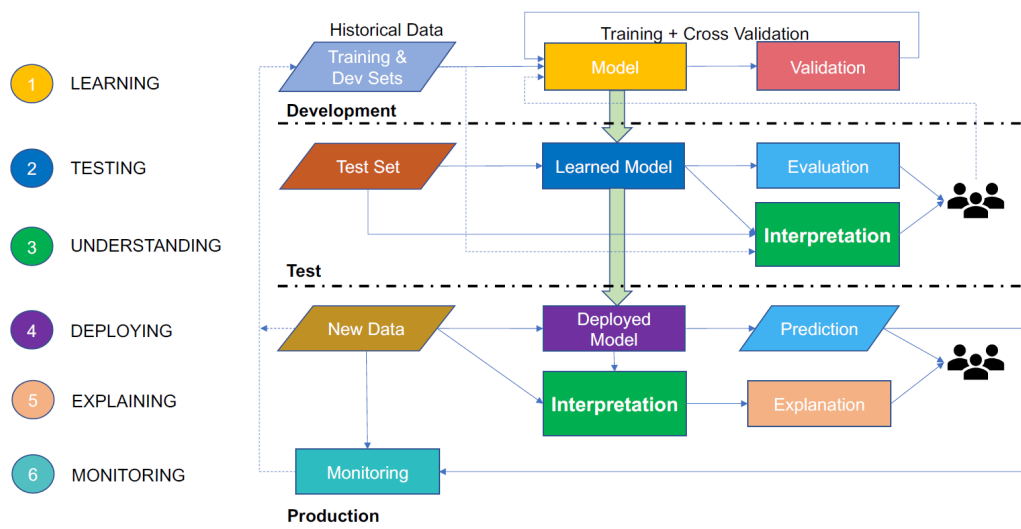 1
LEARNING
2
TESTING
3
UNDERSTANDING
4
DEPLOYING
5
EXPLAINING
6
MONITORING
Historical Data
Training &
Dev Sets
Training + Cross Validation
Model
Validation
Development
Test Set
Learned Model
Evaluation
Interpretation
Test
New Data
Deployed
Model
Prediction
Interpretation
Explanation
Monitoring
Production